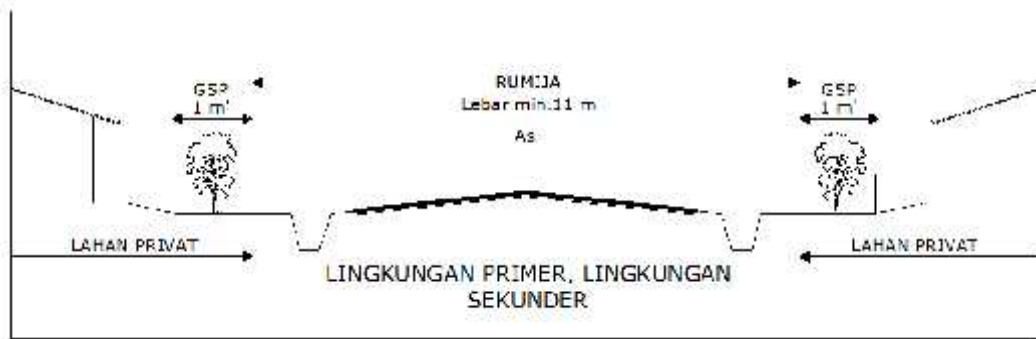 RUMIJA
Lebar min.11 m
As
GSP
1 m'
GSP
1 m'
LAHAN PRIVAT
LAHAN PRIVAT
LINGKUNGAN PRIMER, LINGKUNGAN
SEKUNDER